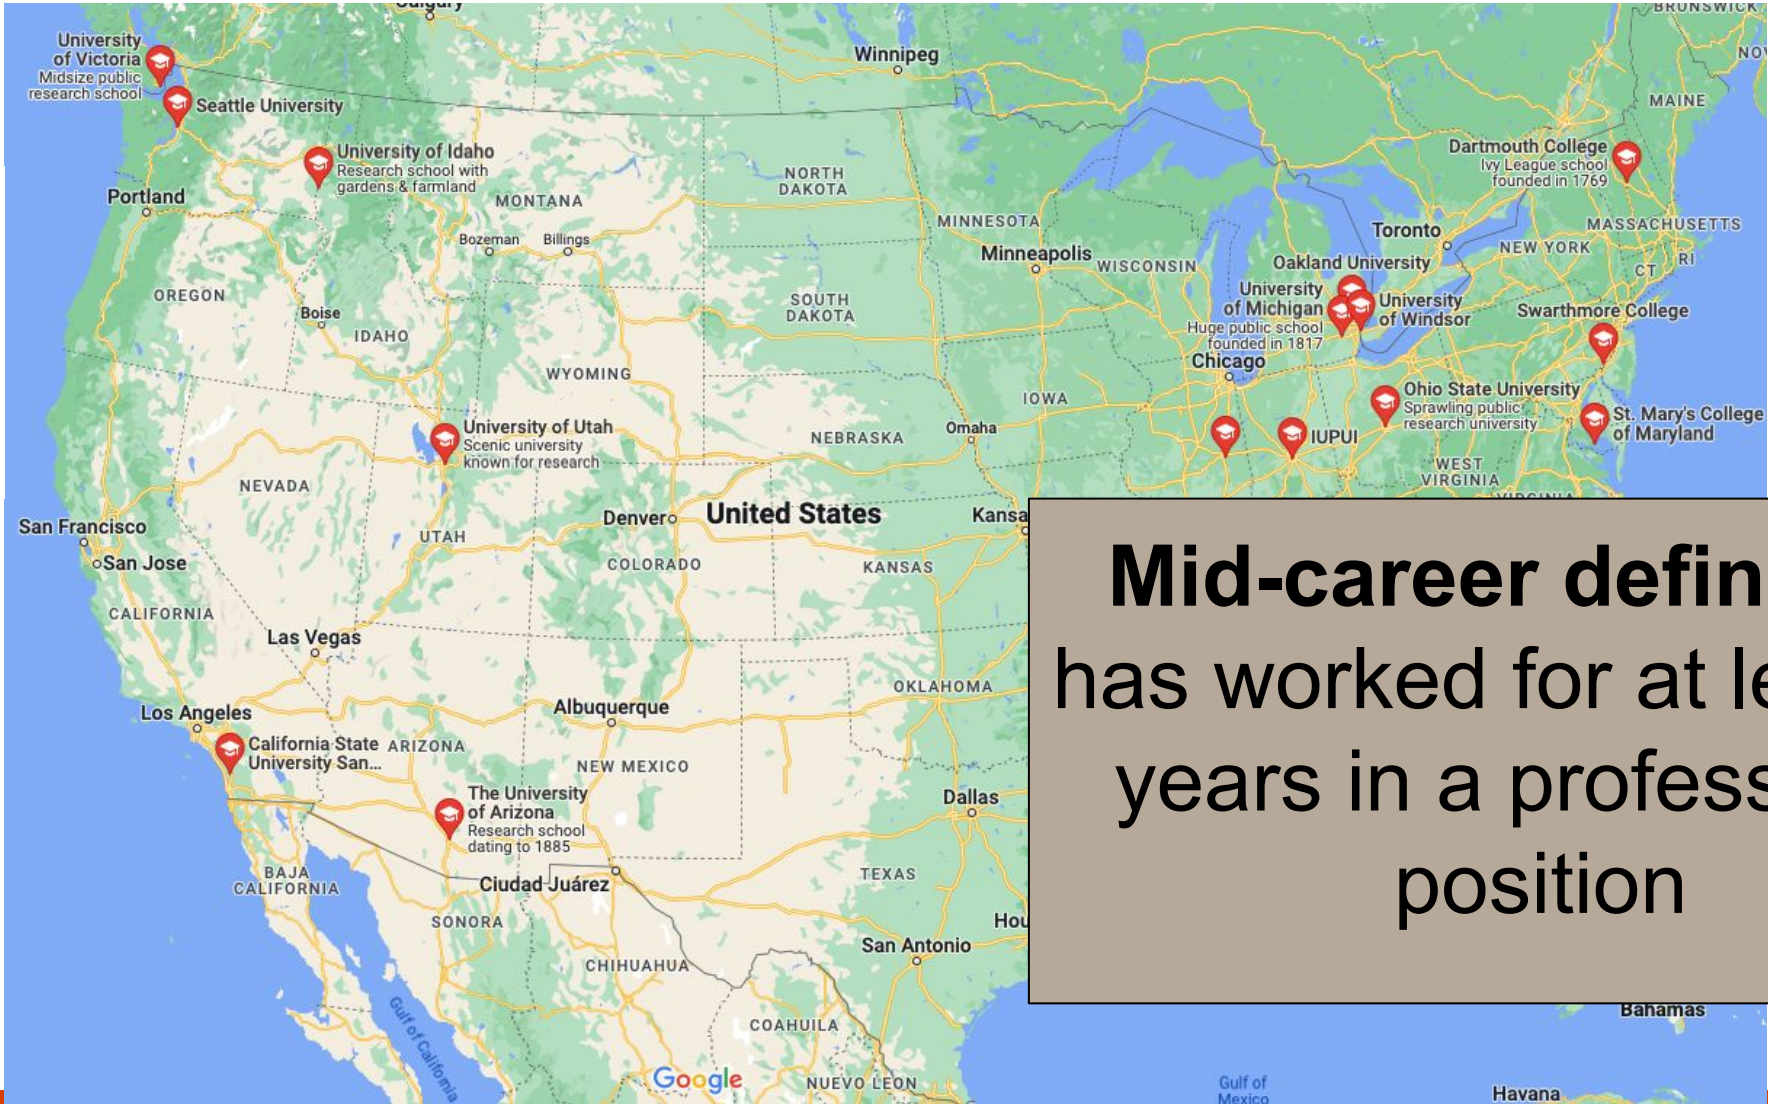 Calgary
BRUNSWICK
University
of Victoria
Midsize public
research school
Winnipeg
Seattle University
MAINE
University of Idaho
Research school with
gardens & farmland
Dartmouth College
Ivy League school
founded in 1769
NORTH
DAKOTA
Portland
MONTANA
MINNESOTA
Toronto
MASSACHUSETTS
Bozeman
Billings
Minneapolis
WISCONSIN
NEW YORK
CT
RI
Oakland University
OREGON
Boise
IDAHO
SOUTH
DAKOTA
University
of Michigan
Huge public school
founded in 1817
University
of Windsor
Swarthmore College
WYOMING
Chicago
IOWA
Ohio State University
Sprawling public
research university
St. Mary's College
of Maryland
University of Utah
Scenic university
known for research
NEBRASKA
Omaha
IUPUI
WEST
VIRGINIA
NEVADA
San Francisco
San Jose
UTAH
Denver
United States
COLORADO
KANSAS
Kansa
CALIFORNIA
Las Vegas
Mid-career defin
has worked for at le
years in a profess
position
OKLAHOMA
Los Angeles
Albuquerque
California State
University San...
ARIZONA
NEW MEXICO
The University
of Arizona
Research school
dating to 1885
Dallas
BAJA
CALIFORNIA
Ciudad Juárez
TEXAS
SONORA
Hou
San Antonio
CHIHUAHUA
Gulf of California
COAHUILA
Bahamas
Google
NUEVO LEON
Gulf of
Mexico
Havana